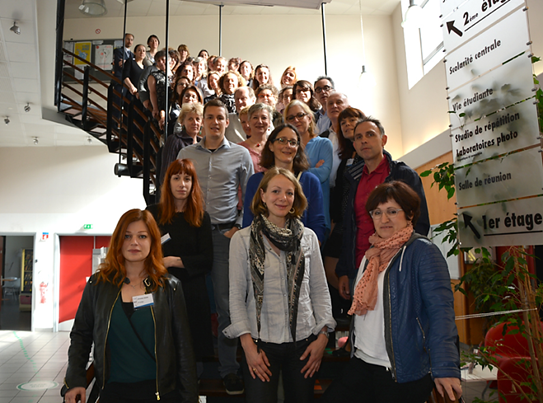 2ème étage
Scolarité centrale
Vie étudiante
Studio de répétition
Laboratoires photo
Salle de réunion
1er étage